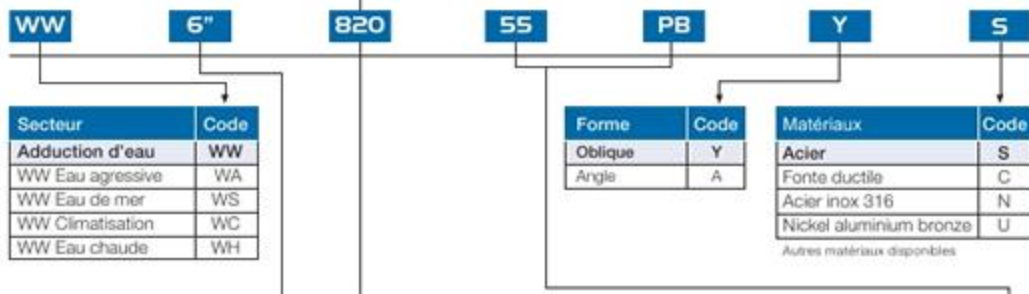 WW 6" 820 55 PB Y S
Secteur Code
Adduction d'eau WW
WW Eau agressive WA
WW Eau de mer WS
WW Climatisation WC
WW Eau chaude WH
Forme Code
Oblique Y
Angle A
Matériaux Code
Acier S
Fonte ductile C
Acier inox 316 N
Nickel aluminium bronze U
Autres matériaux disponibles